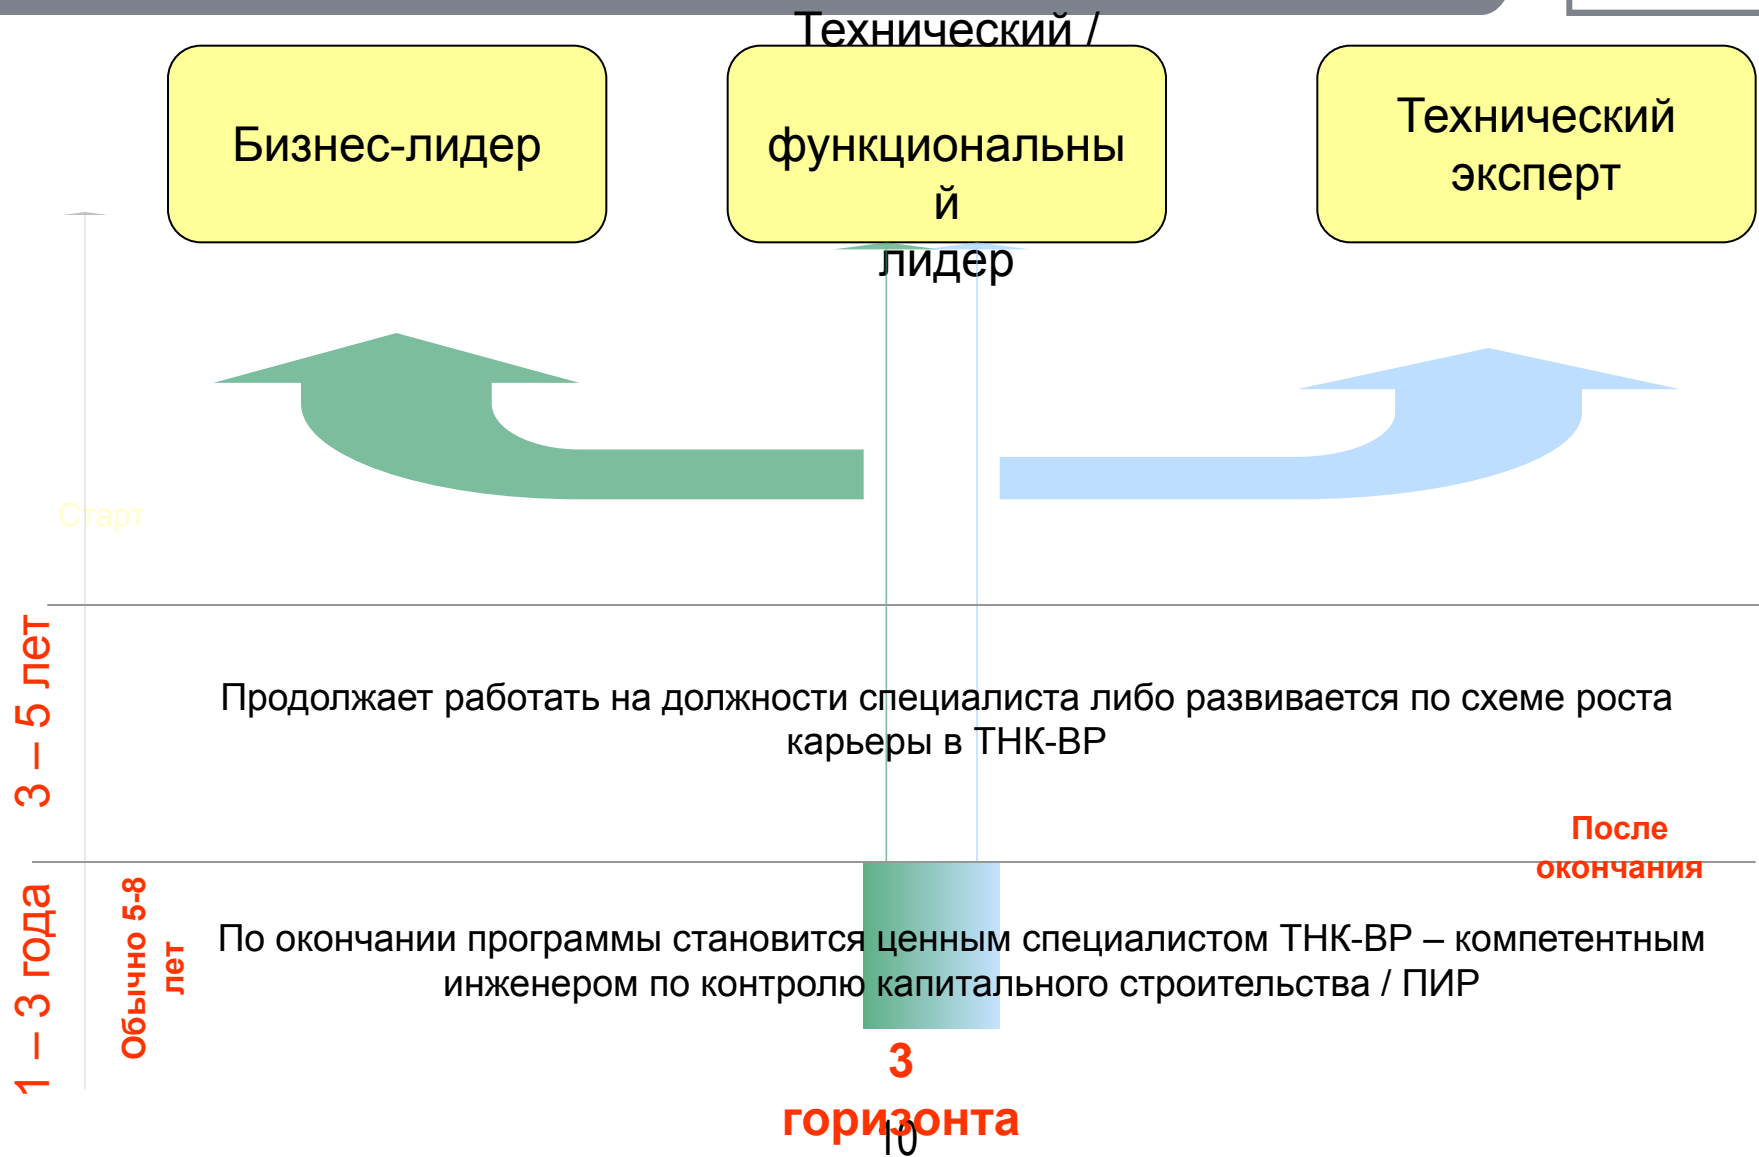 Бизнес-лидер
Технический /
функциональны
й
лидер
Технический
эксперт
Старт
3 – 5 лет
Продолжает работать на должности специалиста либо развивается по схеме роста
карьеры в ТНК-ВР
После
окончания
1 – 3 года
Обычно 5-8
лет
По окончании программы становится ценным специалистом ТНК-ВР – компетентным
инженером по контролю капитального строительства / ПИР
3
горизонта
10